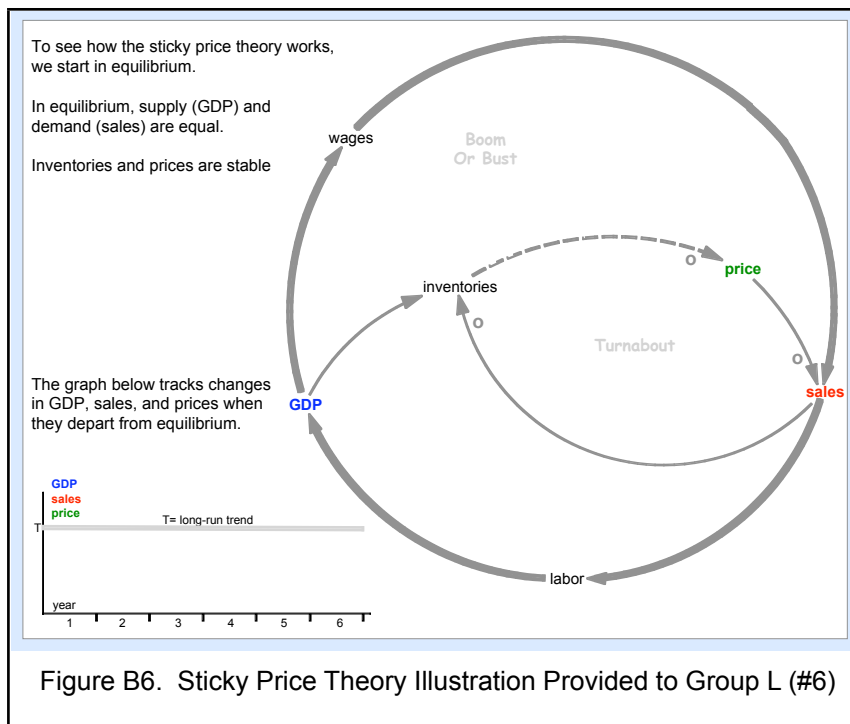 To see how the sticky price theory works,
we start in equilibrium.
In equilibrium, supply (GDP) and
demand (sales) are equal.
Inventories and prices are stable
wages
Boom
Or Bust
o
price
inventories
o
Turnabout
o
sales
The graph below tracks changes
in GDP, sales, and prices when
they depart from equilibrium.
GDP
GDP
sales
price
T
T= long-run trend
labor
year
1 2 3 4 5 6
Figure B6. Sticky Price Theory Illustration Provided to Group L (#6)